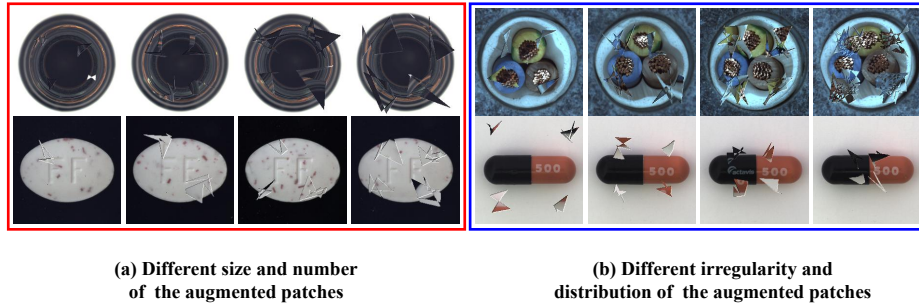 FF
FF
FF
FF
500
500
500
500
(a) Different size and number
of the augmented patches
(b) Different irregularity and
distribution of the augmented patches